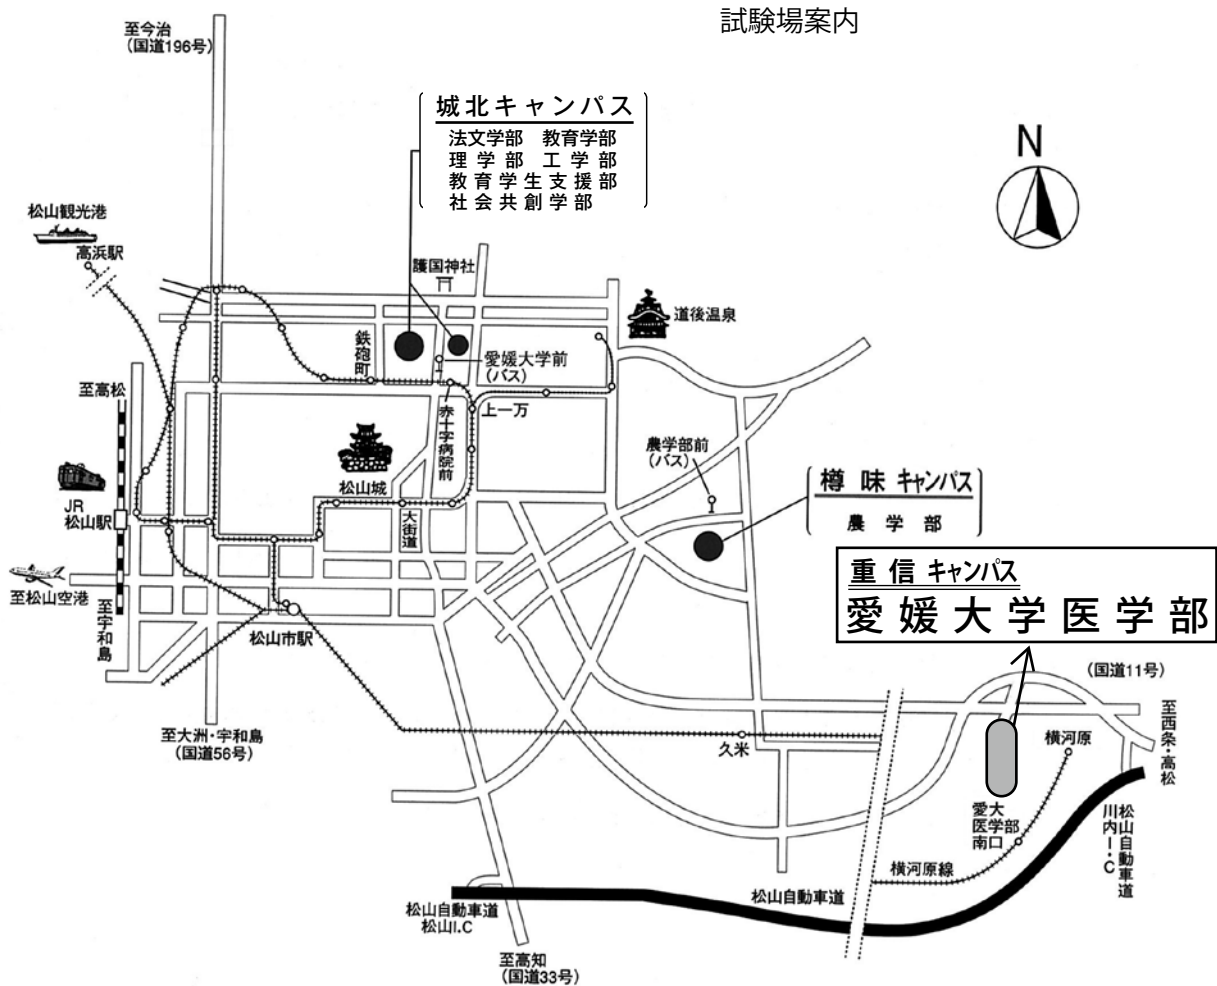 試験場案内
至今治
(国道196号)
城北キャンパス
法文学部 教育学部
理学部 工学部
教育学生支援部
社会共創学部
N
松山観光港
高浜駅
護国神社
道後温泉
鉄砲町
愛媛大学前
(バス)
至高松
上一万
赤十字病院前
農学部前
(バス)
樽味キャンパス
農学部
松山城
JR
松山駅
大街道
重信キャンパス
愛媛大学医学部
至松山空港
至宇和島
松山市駅
(国道11号)
至西条・高松
至大洲・宇和島
(国道56号)
久米
横河原
愛大
医学部
南口
松山自動車道
川内I・C
横河原線
松山自動車道
松山自動車道
松山I.C
至高知
(国道33号)